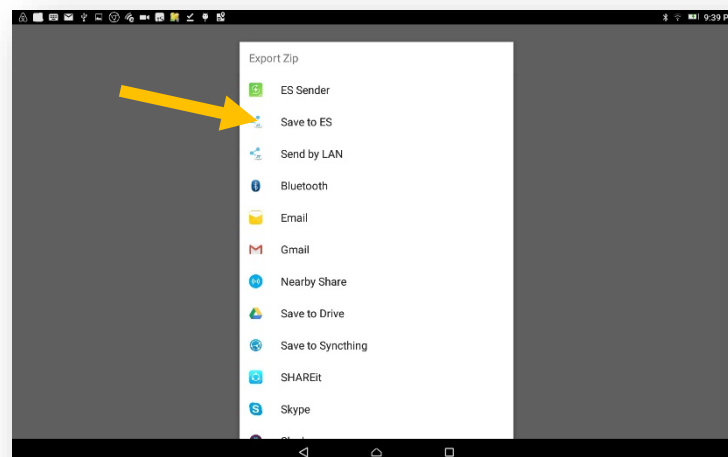 9:39 P
Export Zip
ES Sender
Save to ES
Send by LAN
Bluetooth
Email
Gmail
Nearby Share
Save to Drive
Save to Syncthing
SHAREit
Skype